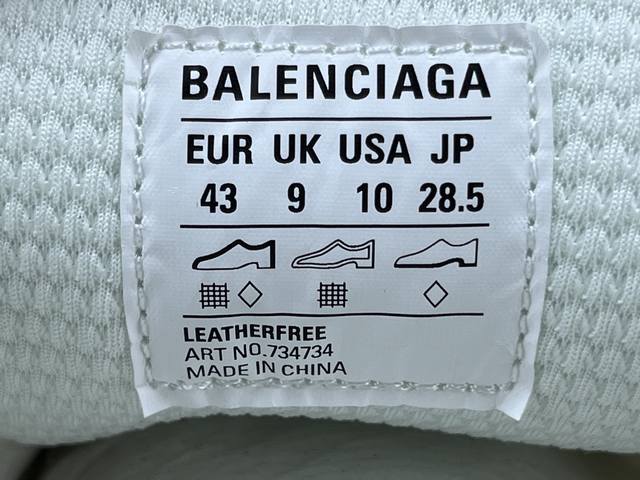 BALENCIAGA
EUR UK USA JP
43 9 10 28.5
LEATHERFREE
ART NO.734734
MADE IN CHINA